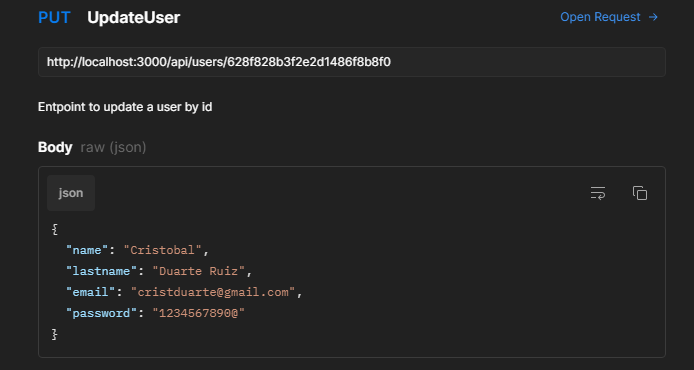 PUT UpdateUser Open Request →
http://localhost:3000/api/users/628f828b3f2e2d1486f8b8f0
Entpoint to update a user by id
Body raw (json)
json
{
  "name": "Cristobal",
  "lastname": "Duarte Ruiz",
  "email": "cristduarte@gmail.com",
  "password": "1234567890@"
}